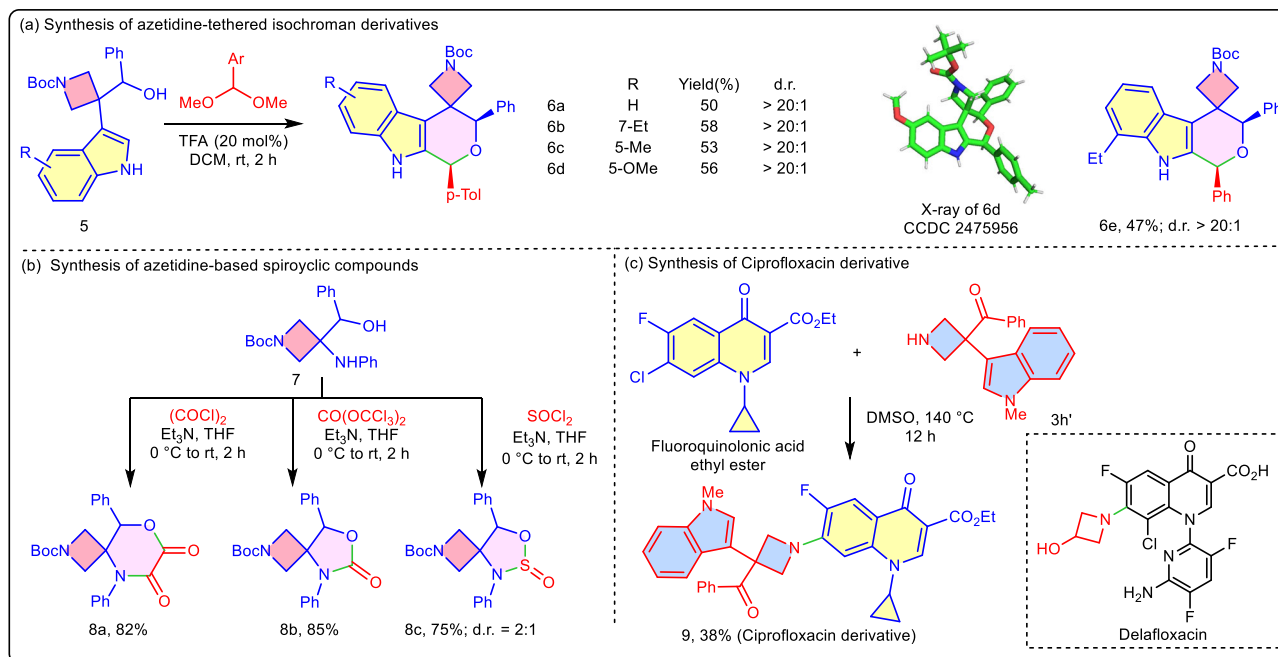 (a) Synthesis of azetidine-tethered isochroman derivatives
Ph
BocN
OH
R
NH
5
Ar
MeO OMe
TFA (20 mol%)
DCM, rt, 2 h
Boc
N
R
Ph
O
N
H
p-Tol
R Yield(%) d.r.
6a H 50 > 20:1
6b 7-Et 58 > 20:1
6c 5-Me 53 > 20:1
6d 5-OMe 56 > 20:1
X-ray of 6d
CCDC 2475956
Boc
N
Ph
O
N
H
Et
Ph
6e, 47%; d.r. > 20:1
(b) Synthesis of azetidine-based spiroyclic compounds
Ph
OH
BocN
NHPh
7
(COCl)2
Et3N, THF
0 °C to rt, 2 h
CO(OCCl3)2
Et3N, THF
0 °C to rt, 2 h
SOCl2
Et3N, THF
0 °C to rt, 2 h
Ph
O
BocN
O
N
Ph
O
8a, 82%
Ph
O
BocN
N
O
Ph
8b, 85%
Ph
O
BocN
N
S
O
Ph
8c, 75%; d.r. = 2:1
(c) Synthesis of Ciprofloxacin derivative
O
F
CO2Et
Cl
N
Fluoroquinolonic acid
ethyl ester
+
O
Ph
HN
N
Me
3h'
DMSO, 140 °C
12 h
Me
N
F
O
CO2Et
N
N
Ph
O
9, 38% (Ciprofloxacin derivative)
O
F
CO2H
N
Cl
N
HO
N
F
H2N
F
Delafloxacin